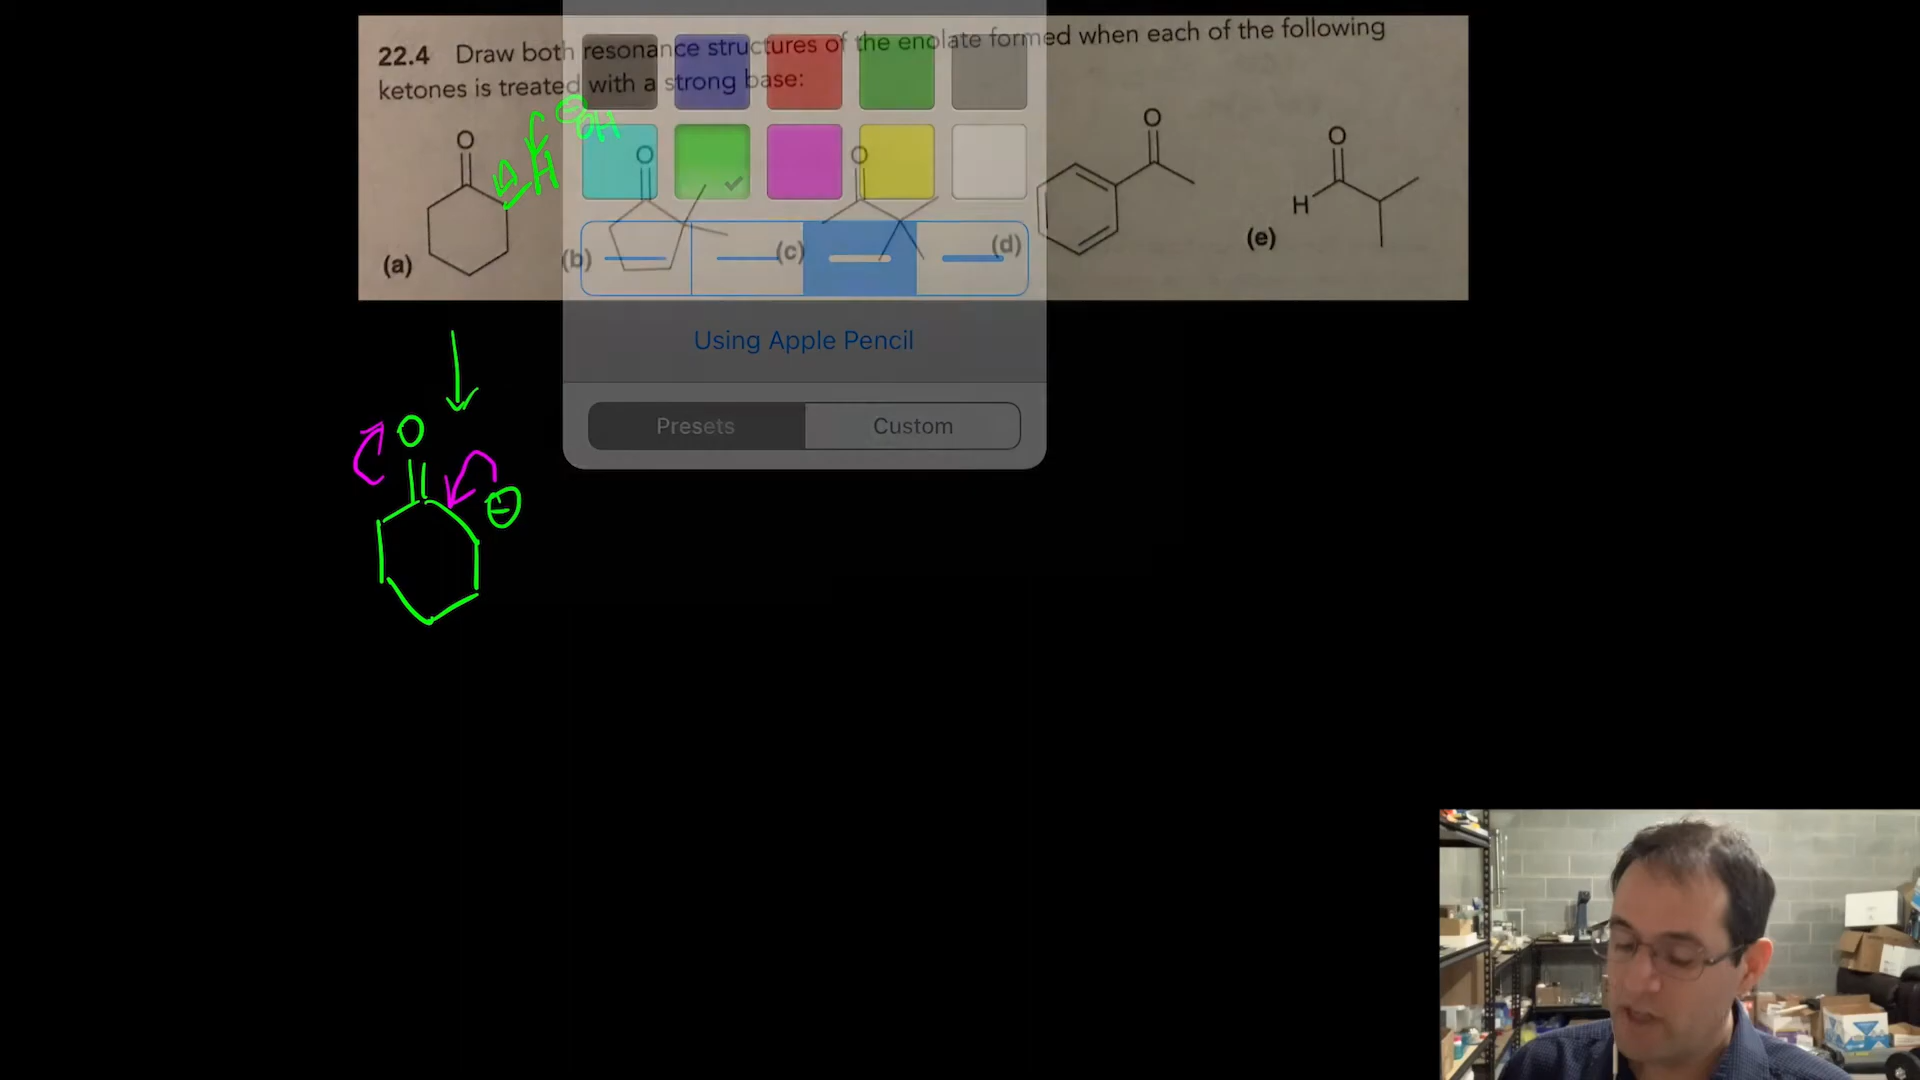 22.4 Draw both resonance structures of the enolate formed when each of the following
ketones is treated with a strong base:
O
H
⊖OH
(a)
O
(b)
O
(c)
O
(d)
O
H
(e)
Using Apple Pencil
Presets
Custom
O
⊖